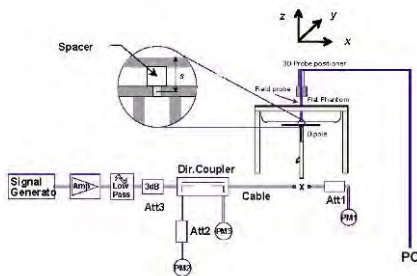 z
y
x
Spacer
s
3D Probe positioner
Field probe
Flat Phantom
Dipole
Signal
Generato
Amp
Low
Pass
3dB
Dir.Coupler
Cable
x
Att1
Att3
Att2
PM3
PM1
PM2
PC